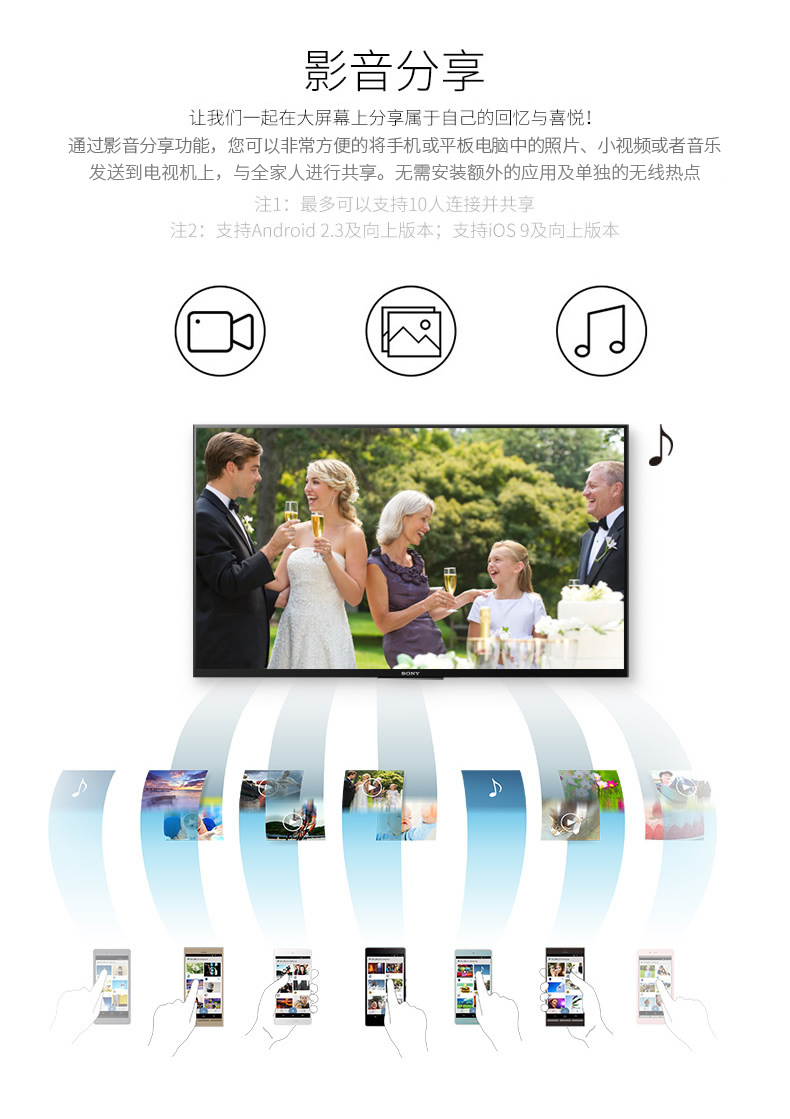 影音分享
让我们一起在大屏幕上分享属于自己的回忆与喜悦！
通过影音分享功能，您可以非常方便的将手机或平板电脑中的照片、小视频或者音乐
发送到电视机上，与全家人进行共享。无需安装额外的应用及单独的无线热点
注1：最多可以支持10人连接并共享
注2：支持Android 2.3及向上版本；支持iOS 9及向上版本
SONY